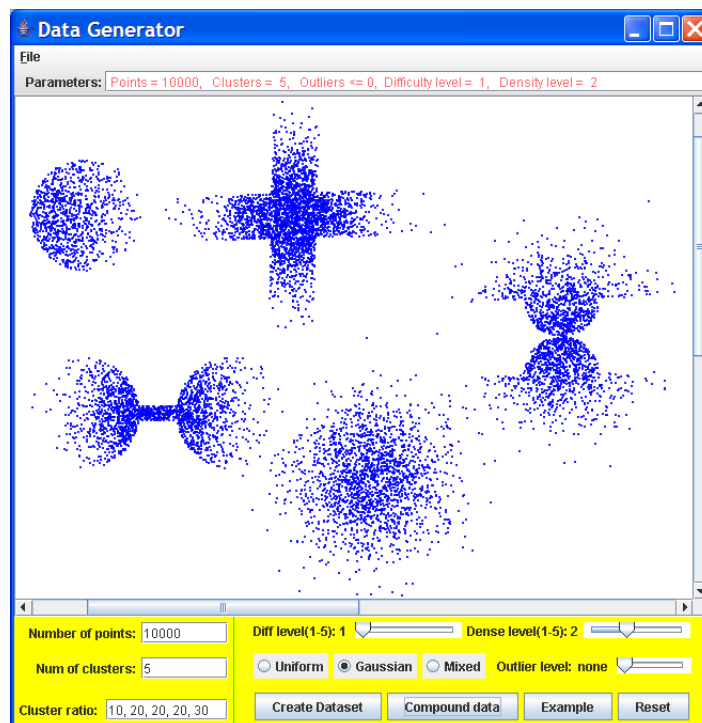 Data Generator
File
Parameters: Points = 10000, Clusters = 5, Outliers <= 0, Difficulty level = 1, Density level = 2
Number of points: 10000 Diff level(1-5): 1 Dense level(1-5): 2
Num of clusters: 5 Uniform Gaussian Mixed Outlier level: none
Cluster ratio: 10, 20, 20, 20, 30 Create Dataset Compound data Example Reset